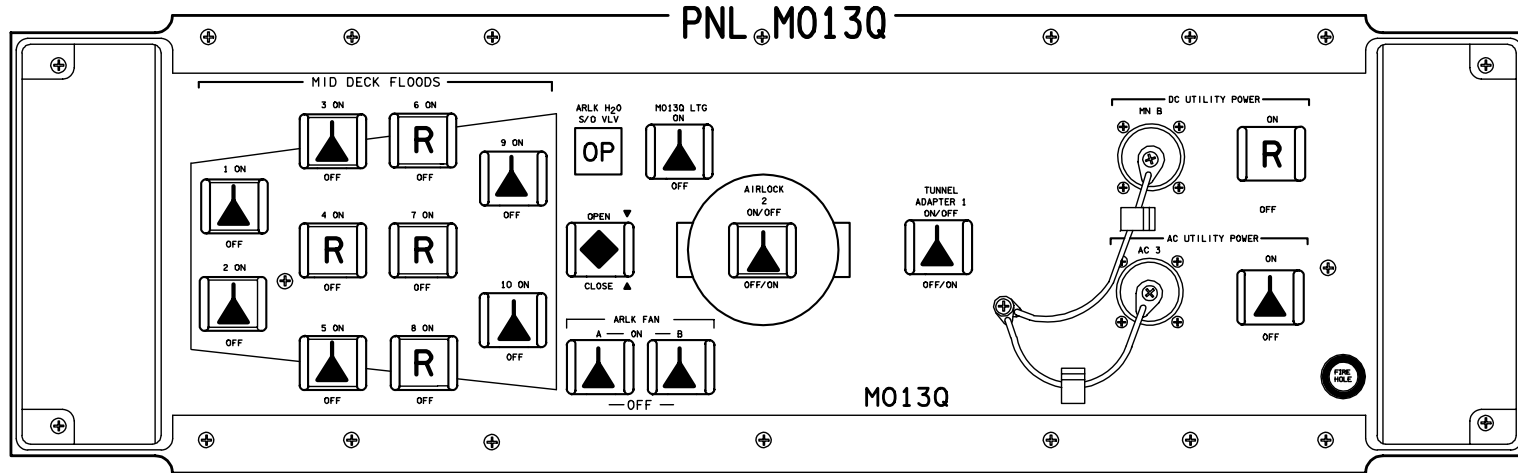 PNL MO13Q
MID DECK FLOODS
3 ON
OFF
6 ON
R
OFF
1 ON
OFF
9 ON
OFF
4 ON
R
OFF
7 ON
R
OFF
2 ON
OFF
10 ON
OFF
5 ON
OFF
8 ON
R
OFF
ARLK H2O
S/O VLV
OP
OPEN
CLOSE
MO13Q LTG
ON
OFF
AIRLOCK
2
ON/OFF
OFF/ON
ARLK FAN
A ON B
OFF
TUNNEL
ADAPTER 1
ON/OFF
OFF/ON
MO13Q
DC UTILITY POWER
MN B
ON
R
OFF
AC UTILITY POWER
AC 3
ON
OFF
FIRE
HOLE